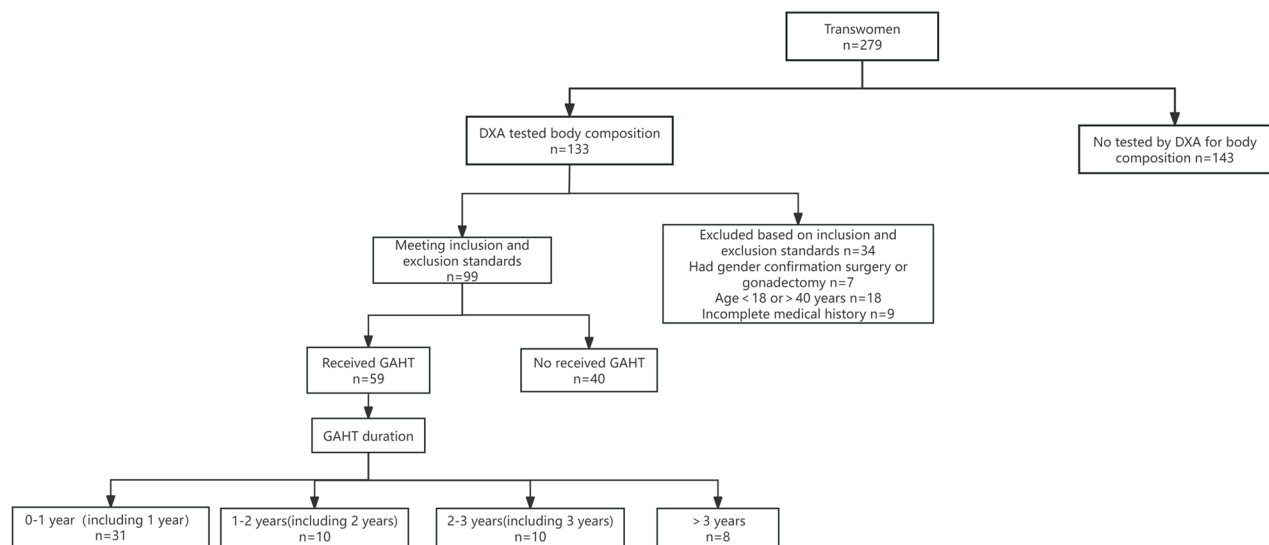 Transwomen
n=279
DXA tested body composition
n=133
No tested by DXA for body
composition n=143
Meeting inclusion and
exclusion standards
n=99
Excluded based on inclusion and
exclusion standards n=34
Had gender confirmation surgery or
gonadectomy n=7
Age < 18 or > 40 years n=18
Incomplete medical history n=9
Received GAHT
n=59
No received GAHT
n=40
GAHT duration
0-1 year (including 1 year)
n=31
1-2 years(including 2 years)
n=10
2-3 years(including 3 years)
n=10
> 3 years
n=8